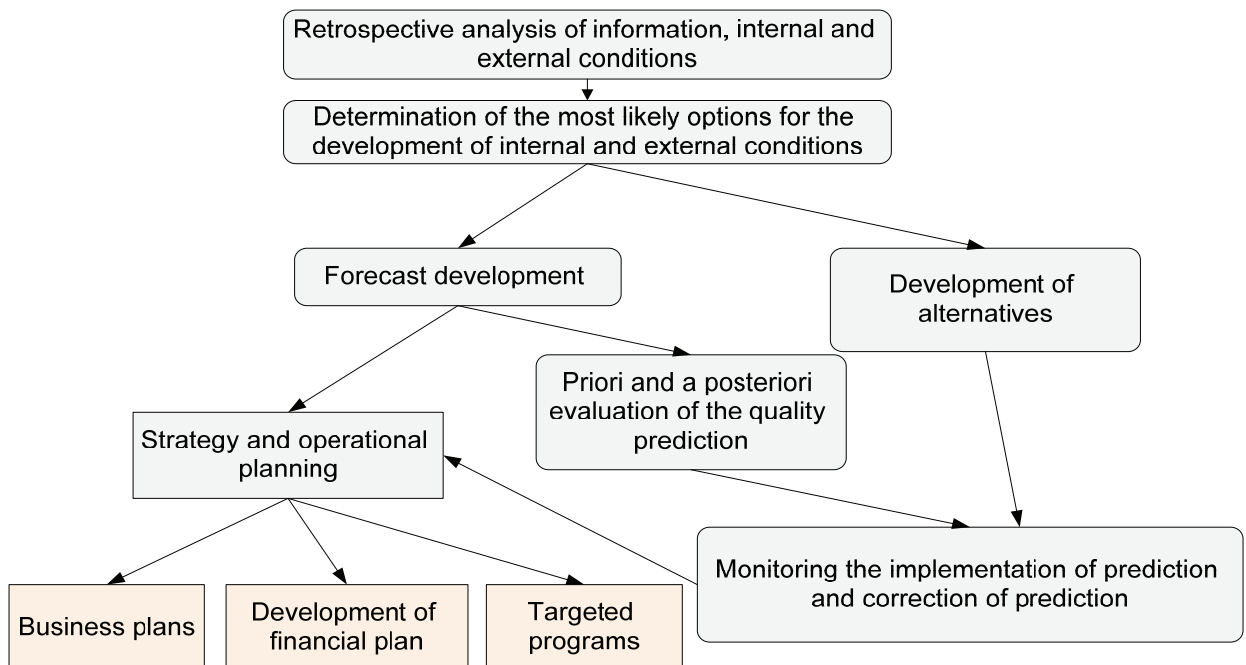 Retrospective analysis of information, internal and
external conditions
Determination of the most likely options for the
development of internal and external conditions
Forecast development
Development of
alternatives
Priori and a posteriori
evaluation of the quality
prediction
Strategy and operational
planning
Monitoring the implementation of prediction
and correction of prediction
Business plans
Development of
financial plan
Targeted
programs